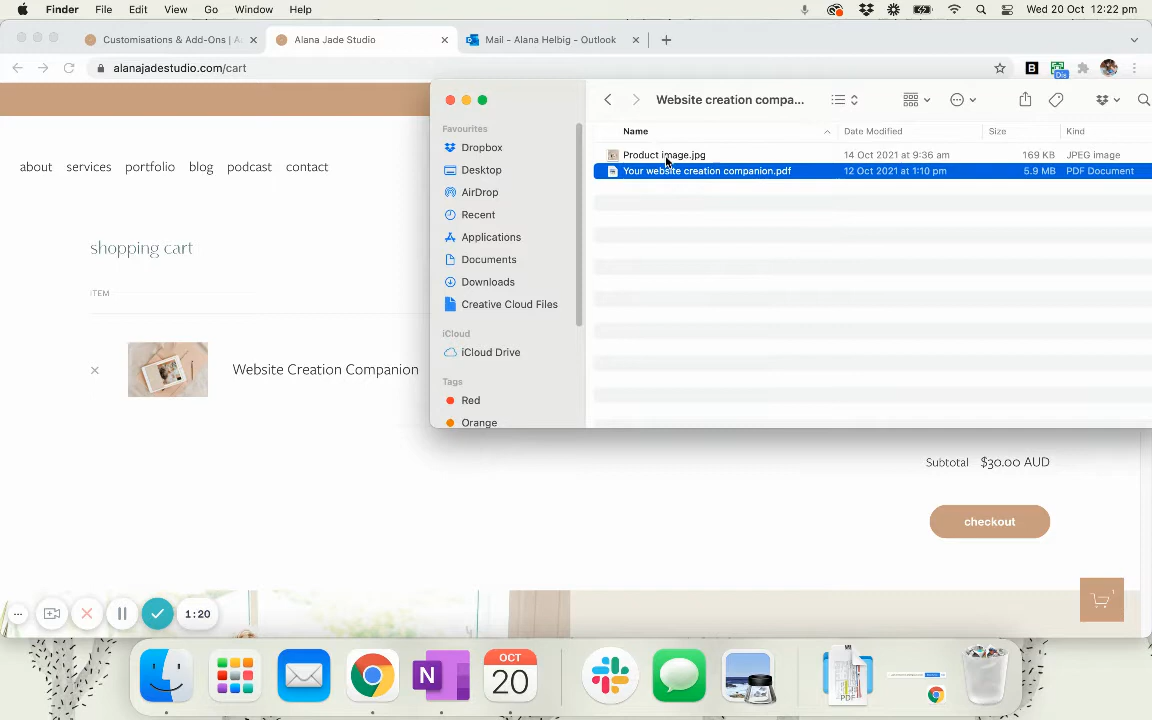 Finder File Edit View Go Window Help Wed 20 Oct 12:22 pm
Customisations & Add-Ons | A
Alana Jade Studio
Mail - Alana Helbig - Outlook
alanajadestudio.com/cart
Dis
about services portfolio blog podcast contact
shopping cart
ITEM
Website Creation Companion
Subtotal $30.00 AUD
checkout
1
Website creation compa...
Favourites
Dropbox
Desktop
AirDrop
Recent
Applications
Documents
Downloads
Creative Cloud Files
iCloud
iCloud Drive
Tags
Red
Orange
Name Date Modified Size Kind
Product image.jpg 14 Oct 2021 at 9:36 am 169 KB JPEG image
Your website creation companion.pdf 12 Oct 2021 at 1:10 pm 5.9 MB PDF Document
1:20
OCT
20
N
PDF